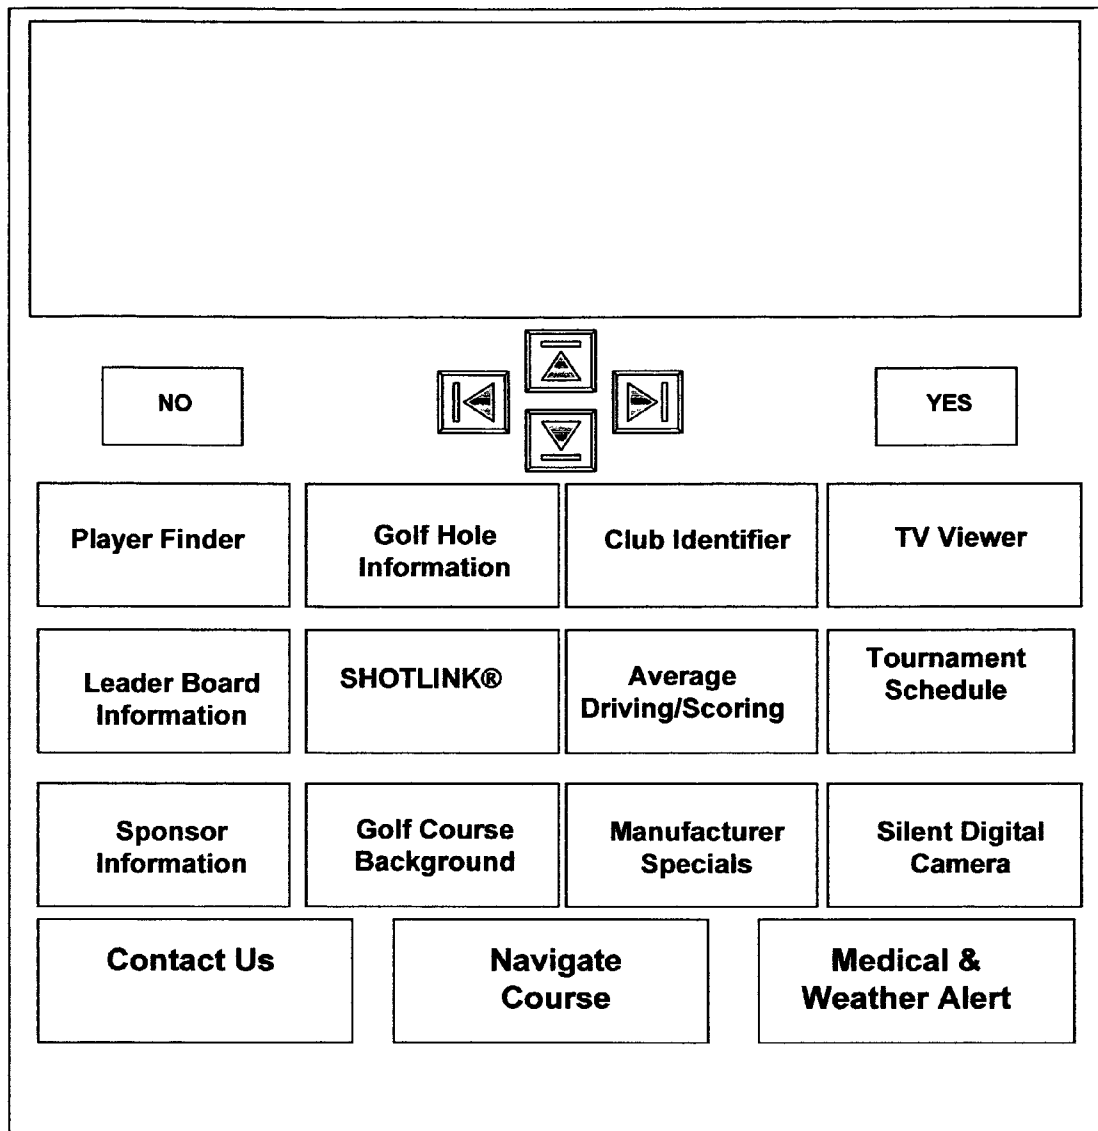 NO
YES
Player Finder
Golf Hole
Information
Club Identifier
TV Viewer
Leader Board
Information
SHOTLINK®
Average
Driving/Scoring
Tournament
Schedule
Sponsor
Information
Golf Course
Background
Manufacturer
Specials
Silent Digital
Camera
Contact Us
Navigate
Course
Medical &
Weather Alert